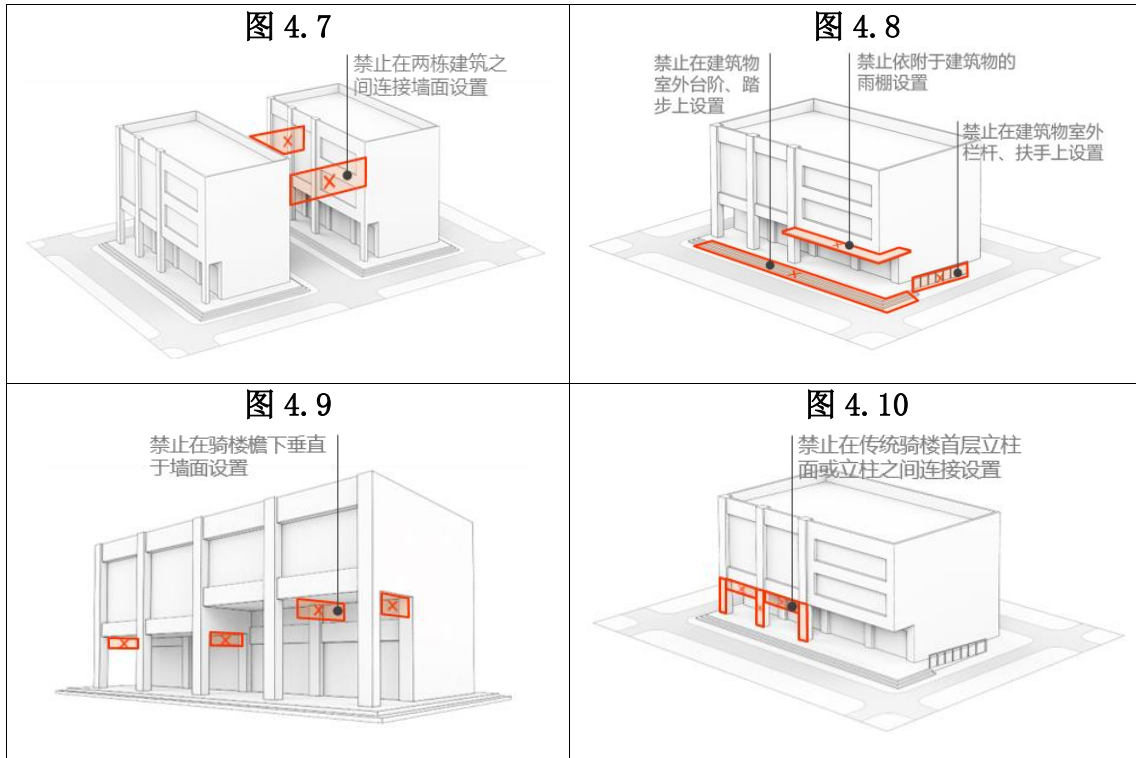 图 4.7
禁止在两栋建筑之
间连接墙面设置
图 4.8
禁止在建筑物
室外台阶、踏
步上设置
禁止依附于建筑物的
雨棚设置
禁止在建筑物室外
栏杆、扶手上设置
图 4.9
禁止在骑楼檐下垂直
于墙面设置
图 4.10
禁止在传统骑楼首层立柱
面或立柱之间连接设置